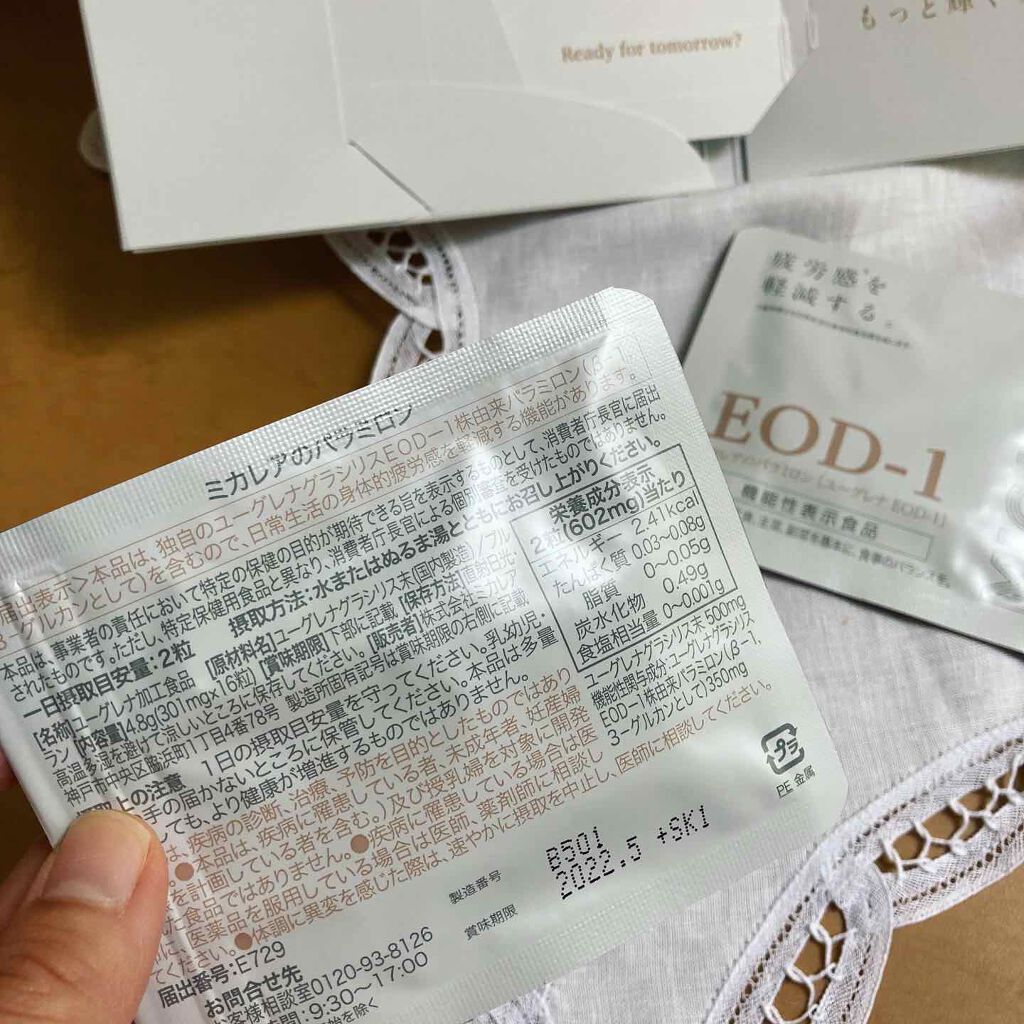 Ready for tomorrow?
もっと輝く
疲労感を
軽減する。
EOD-1
機能性表示食品
ミカレアのパラミロン
届出表示>本品は、独自のユーグレナグラシリスEOD-1株由来パラミロン(β-1,
3-グルカンとして)を含むので、日常生活の身体的疲労感を軽減する機能があります。
本品は、事業者の責任において特定の保健の目的が期待できる旨を表示するものとして、消費者庁長官に届出
されたものです。ただし、特定保健用食品と異なり、消費者庁長官による個別審査を受けたものではありません。
一日摂取目安量:2粒 摂取方法:水またはぬるま湯とともにお召し上がりください。
【名称】ユーグレナ加工食品 【原材料名】ユーグレナグラシリス末(国内製造)/プル
ラン 【内容量】4.8g(301mg×16粒) 【賞味期限】下部に記載 【保存方法】直射日光・
高温多湿を避けて涼しいところに保存してください。 【販売者】株式会社ミカレア
神戸市中央区脇浜町1丁目4番78号 製造所固有記号は賞味期限の右側に記載
取上の注意 1日の摂取目安量を守ってください。乳幼児・
手の届かないところに保管してください。本品は多量
しても、より健康が増進するものではありません。
は、疾病の診断、治療、予防を目的としたものではあり
●本品は、疾病に罹患している者、未成年者、妊産婦
を計画している者を含む。)及び授乳婦を対象に開発
た食品ではありません。●疾病に罹患している場合は医
医薬品を服用している場合は医師、薬剤師に相談し
てください。●体調に異変を感じた際は、速やかに摂取を中止し、医師に相談してください。
栄養成分表示
2粒(602mg)当たり
エネルギー 2.41kcal
たんぱく質 0.03~0.08g
脂質 0~0.05g
炭水化物 0.49g
食塩相当量 0~0.001g
ユーグレナグラシリス末 500mg
機能性関与成分:ユーグレナグラシリス
EOD-1株由来パラミロン(β-1,
3-グルカンとして)350mg
プラ
PE 金属
製造番号 B501
賞味期限 2022.5 +SK1
届出番号:E729
お問合せ先
お客様相談室0120-93-8126
時間:9:30~17:00
始を除く